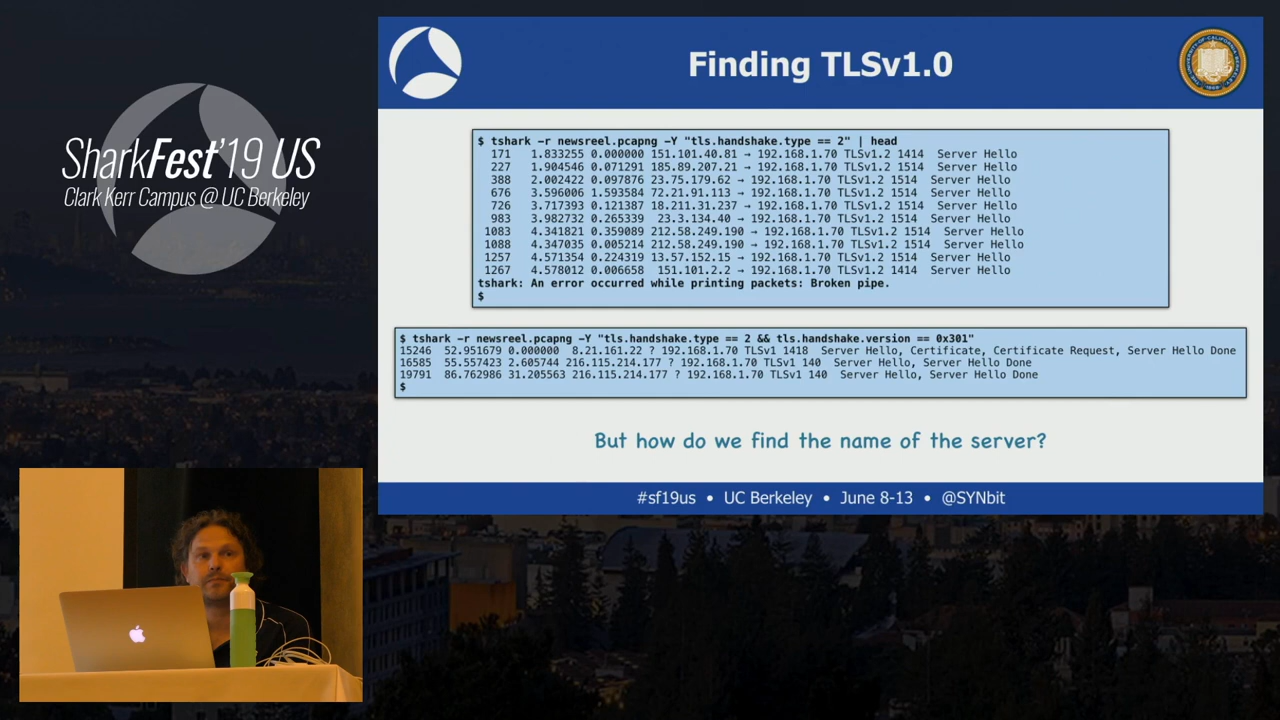 SharkFest'19 US
Clark Kerr Campus @ UC Berkeley
Finding TLSv1.0
$ tshark -r newsreel.pcapng -Y "tls.handshake.type == 2" | head
171 1.833255 0.000000 151.101.40.81 → 192.168.1.70 TLSv1.2 1414 Server Hello
227 1.904546 0.071291 185.89.207.21 → 192.168.1.70 TLSv1.2 1514 Server Hello
388 2.002422 0.097876 23.75.179.62 → 192.168.1.70 TLSv1.2 1514 Server Hello
676 3.596006 1.593584 72.21.91.113 → 192.168.1.70 TLSv1.2 1514 Server Hello
726 3.717393 0.121387 18.211.31.237 → 192.168.1.70 TLSv1.2 1514 Server Hello
983 3.982732 0.265339 23.3.134.40 → 192.168.1.70 TLSv1.2 1514 Server Hello
1083 4.341821 0.359089 212.58.249.190 → 192.168.1.70 TLSv1.2 1514 Server Hello
1088 4.347035 0.005214 212.58.249.190 → 192.168.1.70 TLSv1.2 1514 Server Hello
1257 4.571354 0.224319 13.57.152.15 → 192.168.1.70 TLSv1.2 1514 Server Hello
1267 4.578012 0.006658 151.101.2.2 → 192.168.1.70 TLSv1.2 1414 Server Hello
tshark: An error occurred while printing packets: Broken pipe.
$
$ tshark -r newsreel.pcapng -Y "tls.handshake.type == 2 && tls.handshake.version == 0x301"
15246 52.951679 0.000000 8.21.161.22 ? 192.168.1.70 TLSv1 1418 Server Hello, Certificate, Certificate Request, Server Hello Done
16585 55.557423 2.605744 216.115.214.177 ? 192.168.1.70 TLSv1 140 Server Hello, Server Hello Done
19791 86.762986 31.205563 216.115.214.177 ? 192.168.1.70 TLSv1 140 Server Hello, Server Hello Done
$
But how do we find the name of the server?
#sf19us • UC Berkeley • June 8-13 • @SYNbit